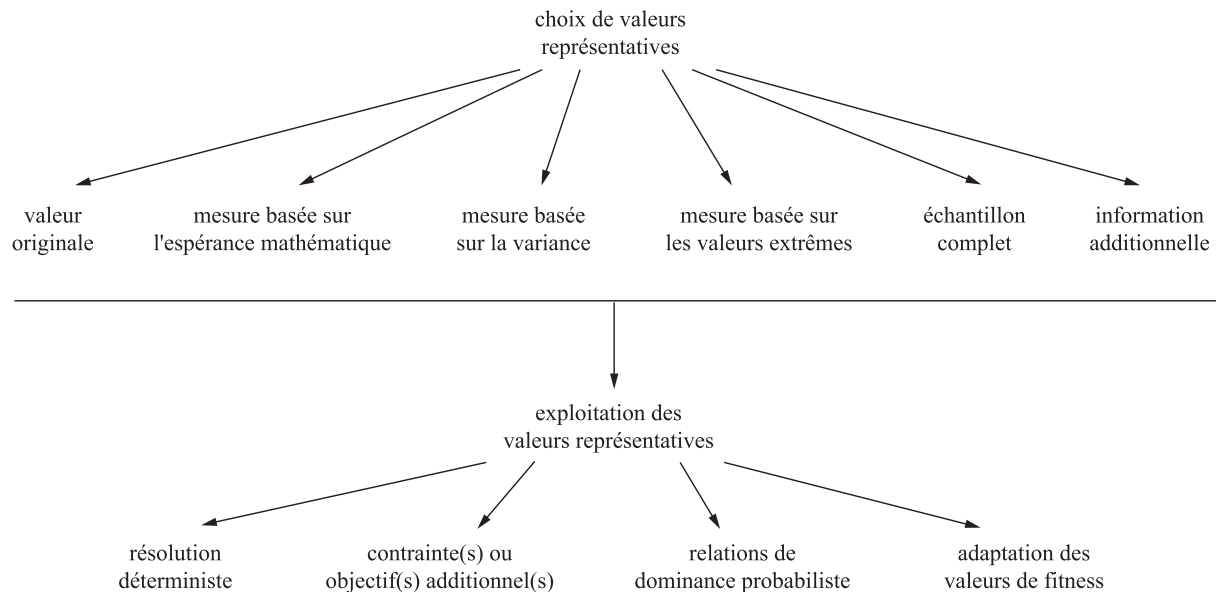 choix de valeurs
représentatives
valeur
originale
mesure basée sur
l'espérance mathématique
mesure basée
sur la variance
mesure basée sur
les valeurs extrêmes
échantillon
complet
information
additionnelle
exploitation des
valeurs représentatives
résolution
déterministe
contrainte(s) ou
objectif(s) additionnel(s)
relations de
dominance probabiliste
adaptation des
valeurs de fitness